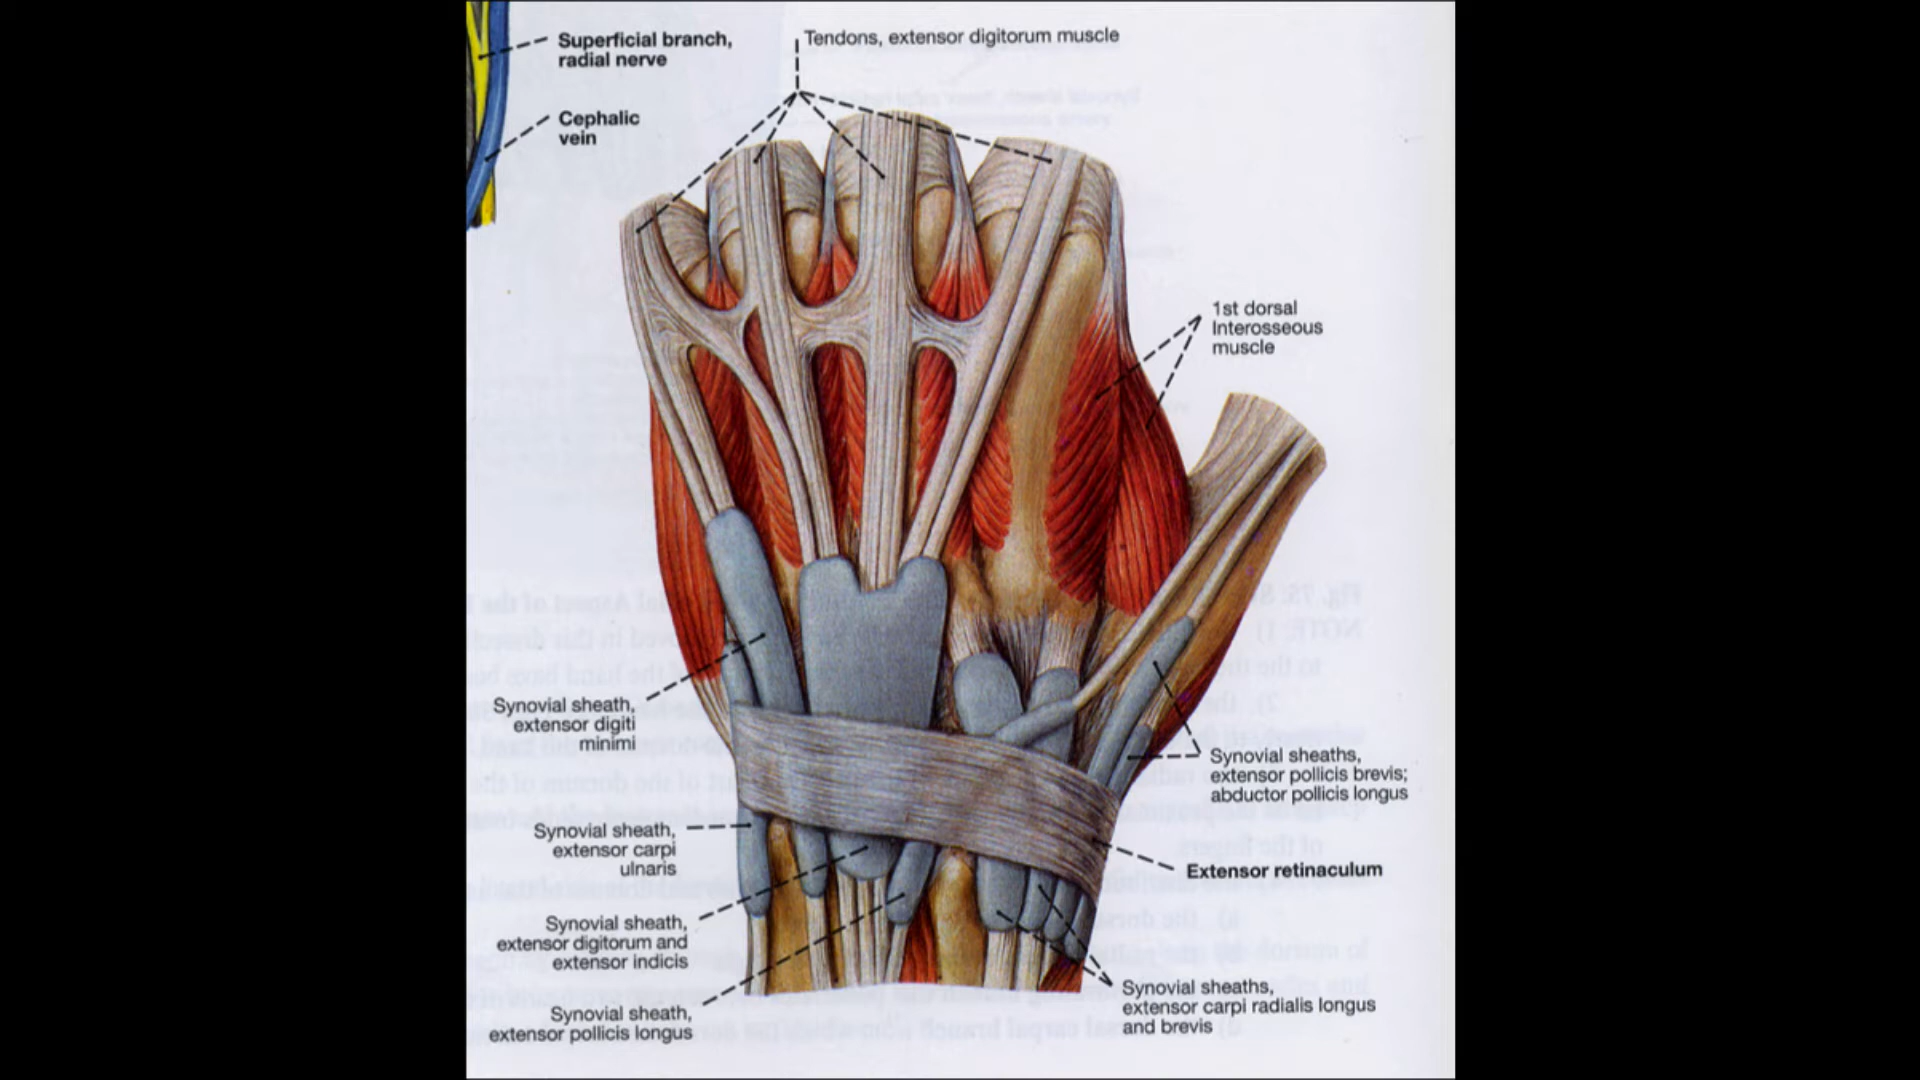 Superficial branch,
radial nerve
Tendons, extensor digitorum muscle
Cephalic
vein
1st dorsal
Interosseous
muscle
Synovial sheath,
extensor digiti
minimi
Synovial sheaths,
extensor pollicis brevis;
abductor pollicis longus
Synovial sheath,
extensor carpi
ulnaris
Extensor retinaculum
Synovial sheath,
extensor digitorum and
extensor indicis
Synovial sheaths,
extensor carpi radialis longus
and brevis
Synovial sheath,
extensor pollicis longus